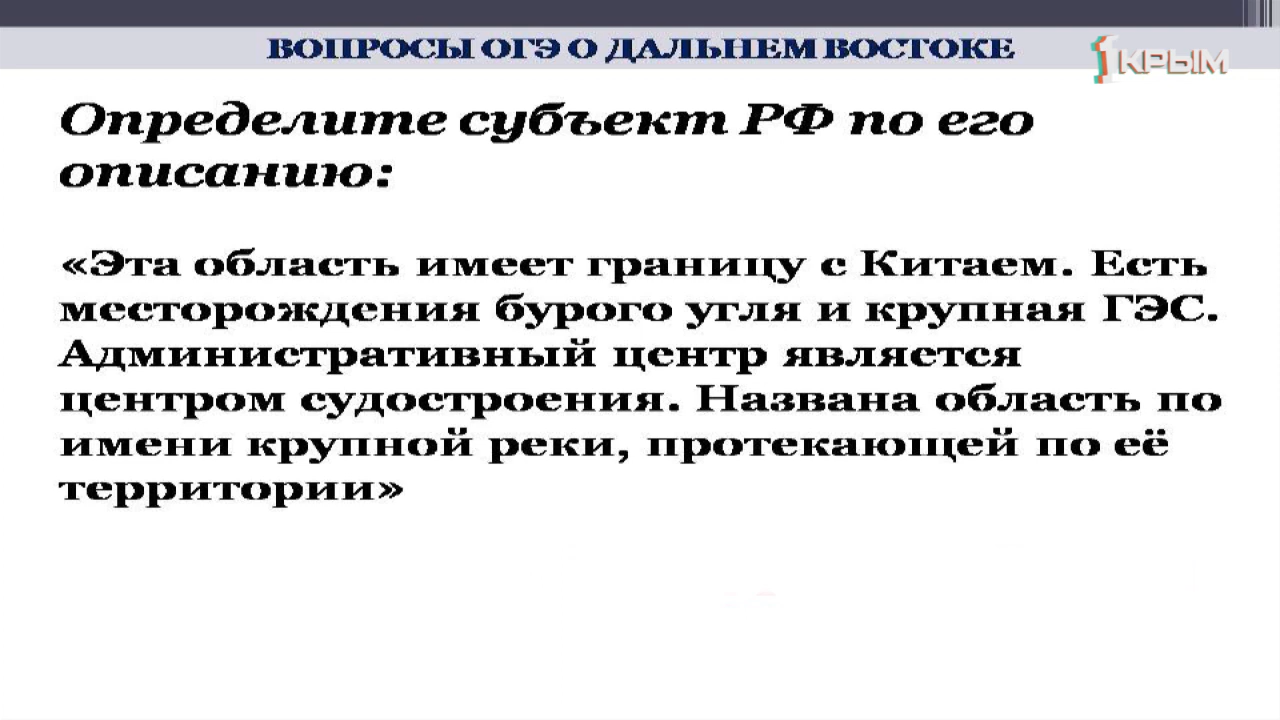 ВОПРОСЫ ОГЭ О ДАЛЬНЕМ ВОСТОКЕ
1 КРЫМ
Определите субъект РФ по его
описанию:
«Эта область имеет границу с Китаем. Есть
месторождения бурого угля и крупная ГЭС.
Административный центр является
центром судостроения. Названа область по
имени крупной реки, протекающей по её
территории»